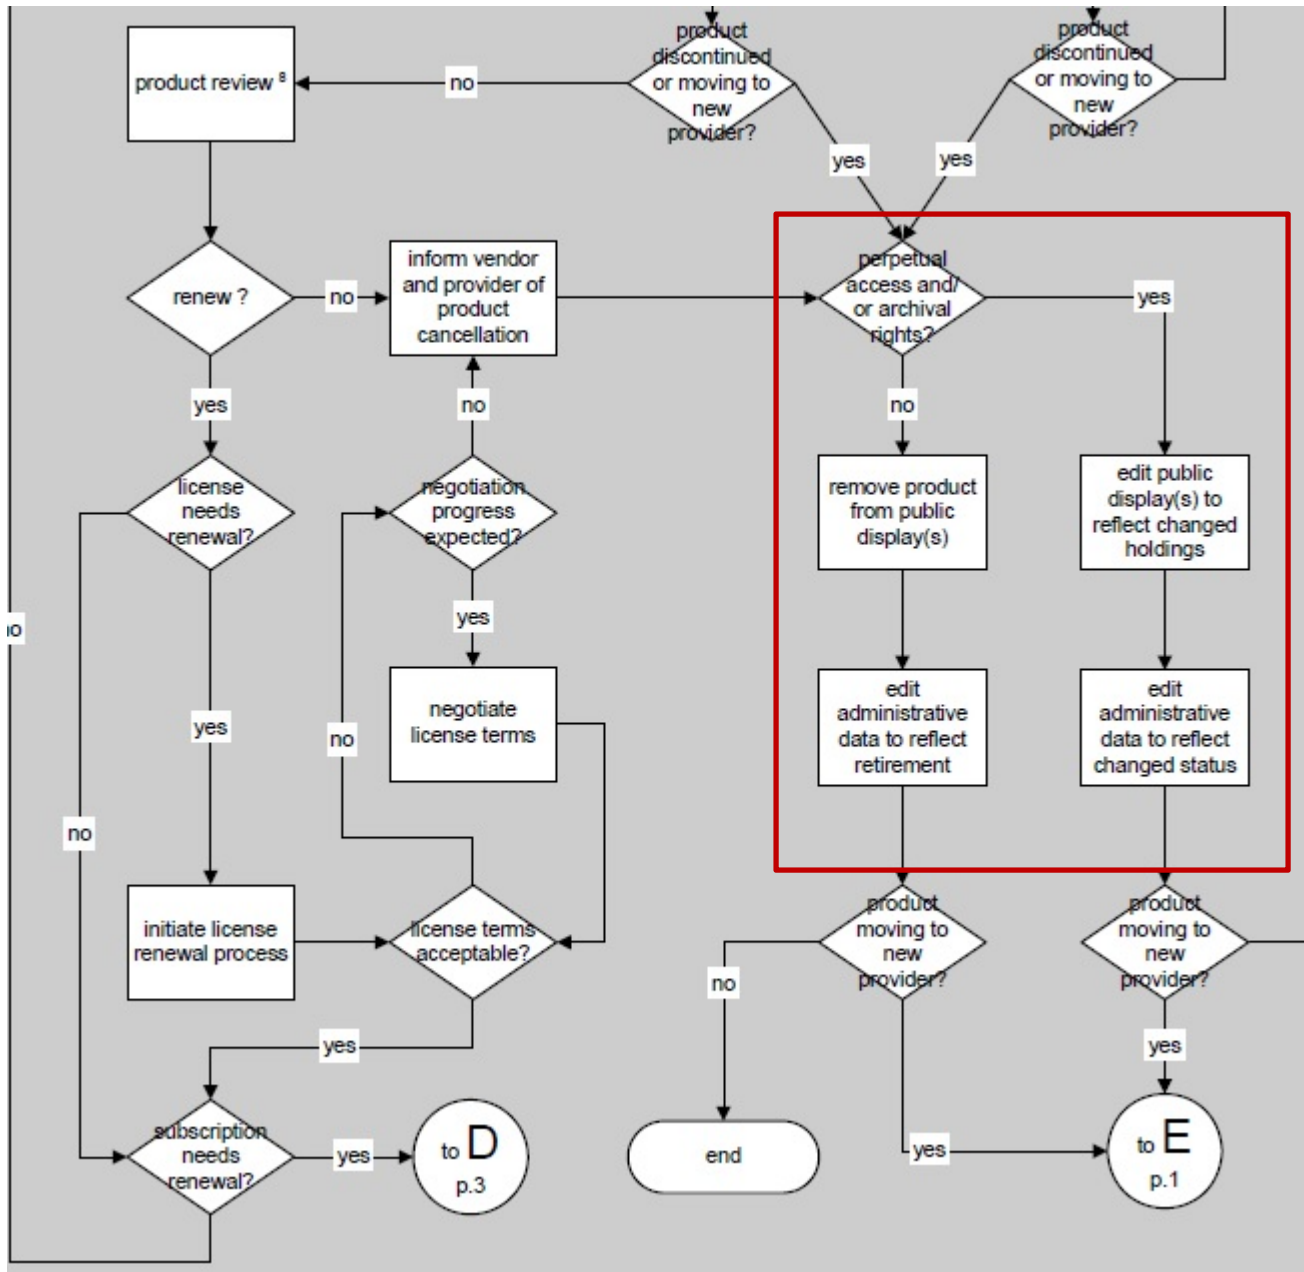 product
discontinued
or moving to
new
provider?
product
discontinued
or moving to
new
provider?
product review 8
no
yes
yes
renew ?
no
inform vendor
and provider of
product
cancellation
perpetual
access and/
or archival
rights?
yes
yes
no
no
license
needs
renewal?
negotiation
progress
expected?
remove product
from public
display(s)
edit public
display(s) to
reflect changed
holdings
yes
no
yes
negotiate
license terms
edit
administrative
data to reflect
retirement
edit
administrative
data to reflect
changed status
no
no
initiate license
renewal process
license terms
acceptable?
product
moving to
new
provider?
product
moving to
new
provider?
no
yes
yes
subscription
needs
renewal?
yes
to D
p.3
end
yes
to E
p.1